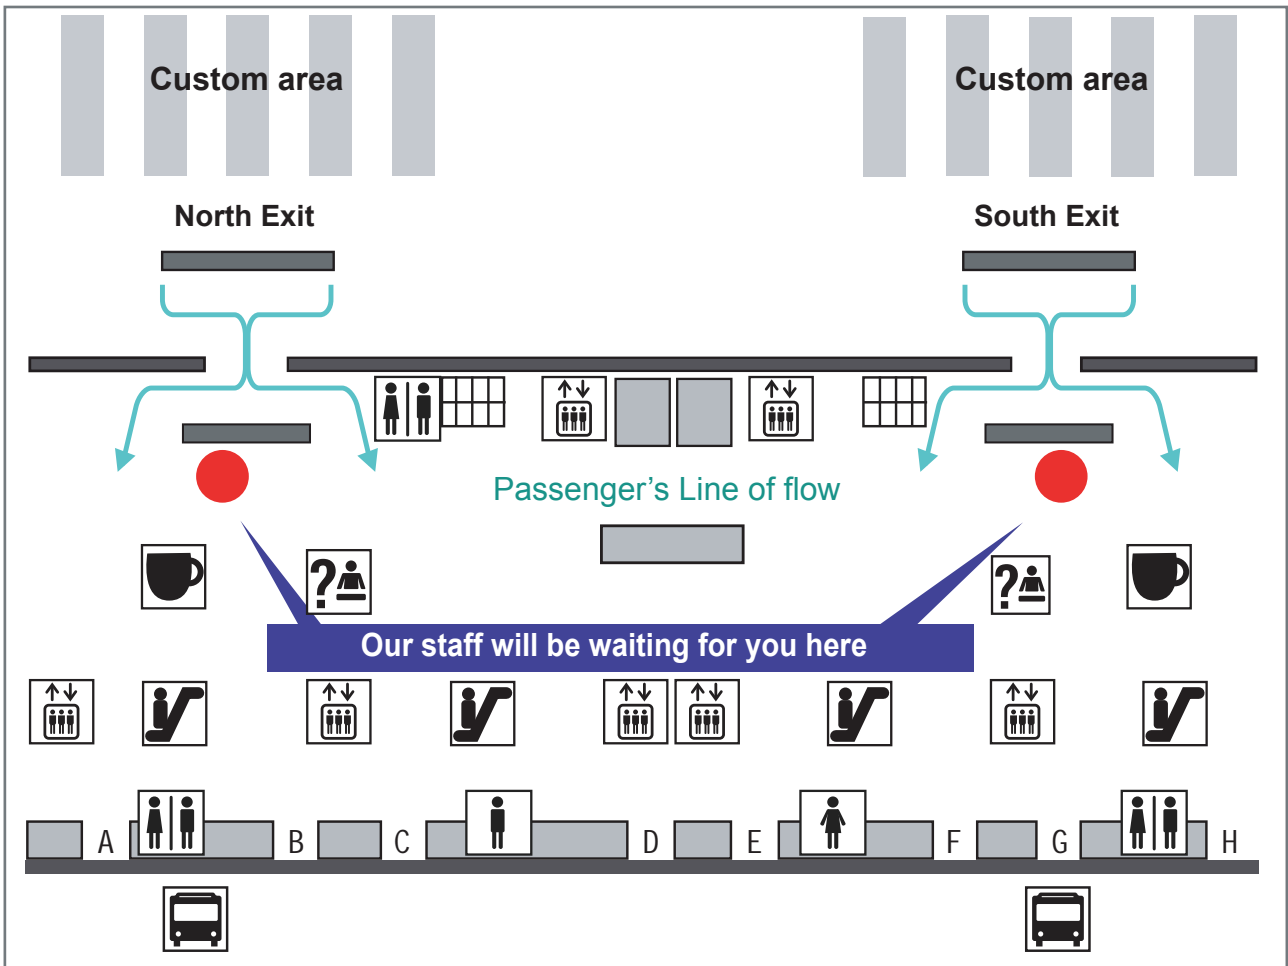 Custom area
Custom area
North Exit
South Exit
Passenger's Line of flow
?
?
Our staff will be waiting for you here
A
B
C
D
E
F
G
H